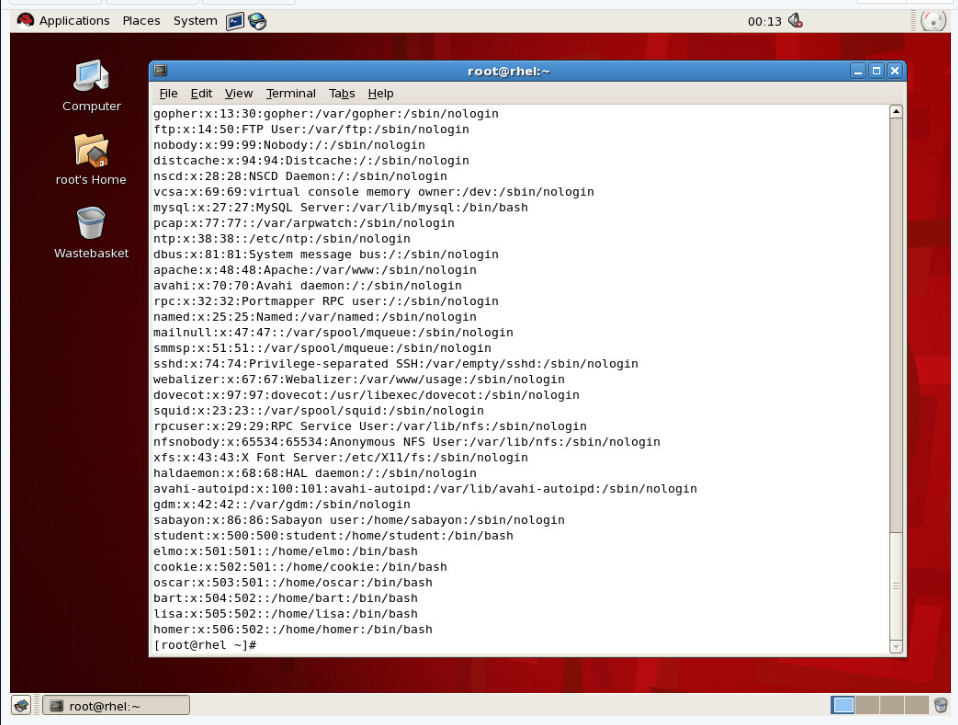 Applications Places System 00:13
Computer
root's Home
Wastebasket
root@rhel:~
File Edit View Terminal Tabs Help
gopher:x:13:30:gopher:/var/gopher:/sbin/nologin
ftp:x:14:50:FTP User:/var/ftp:/sbin/nologin
nobody:x:99:99:Nobody:/:/sbin/nologin
distcache:x:94:94:Distcache:/:/sbin/nologin
nscd:x:28:28:NSCD Daemon:/:/sbin/nologin
vcsa:x:69:69:virtual console memory owner:/dev:/sbin/nologin
mysql:x:27:27:MySQL Server:/var/lib/mysql:/bin/bash
pcap:x:77:77::/var/arpwatch:/sbin/nologin
ntp:x:38:38::/etc/ntp:/sbin/nologin
dbus:x:81:81:System message bus:/:/sbin/nologin
apache:x:48:48:Apache:/var/www:/sbin/nologin
avahi:x:70:70:Avahi daemon:/:/sbin/nologin
rpc:x:32:32:Portmapper RPC user:/:/sbin/nologin
named:x:25:25:Named:/var/named:/sbin/nologin
mailnull:x:47:47::/var/spool/mqueue:/sbin/nologin
smmsp:x:51:51::/var/spool/mqueue:/sbin/nologin
sshd:x:74:74:Privilege-separated SSH:/var/empty/sshd:/sbin/nologin
webalizer:x:67:67:Webalizer:/var/www/usage:/sbin/nologin
dovecot:x:97:97:dovecot:/usr/libexec/dovecot:/sbin/nologin
squid:x:23:23::/var/spool/squid:/sbin/nologin
rpcuser:x:29:29:RPC Service User:/var/lib/nfs:/sbin/nologin
nfsnobody:x:65534:65534:Anonymous NFS User:/var/lib/nfs:/sbin/nologin
xfs:x:43:43:X Font Server:/etc/X11/fs:/sbin/nologin
haldaemon:x:68:68:HAL daemon:/:/sbin/nologin
avahi-autoipd:x:100:101:avahi-autoipd:/var/lib/avahi-autoipd:/sbin/nologin
gdm:x:42:42::/var/gdm:/sbin/nologin
sabayon:x:86:86:Sabayon user:/home/sabayon:/sbin/nologin
student:x:500:500:student:/home/student:/bin/bash
elmo:x:501:501::/home/elmo:/bin/bash
cookie:x:502:501::/home/cookie:/bin/bash
oscar:x:503:501::/home/oscar:/bin/bash
bart:x:504:502::/home/bart:/bin/bash
lisa:x:505:502::/home/lisa:/bin/bash
homer:x:506:502::/home/homer:/bin/bash
[root@rhel ~]#
root@rhel:~